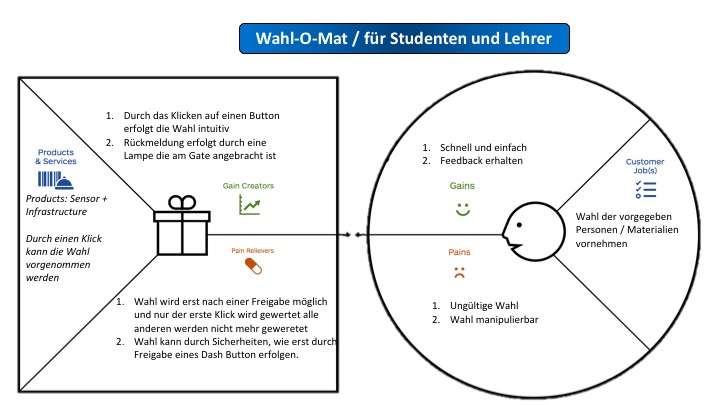 Wahl-O-Mat / für Studenten und Lehrer
1. Durch das Klicken auf einen Button
erfolgt die Wahl intuitiv
2. Rückmeldung erfolgt durch eine
Lampe die am Gate angebracht ist
Products
& Services
Products: Sensor +
Infrastructure
Durch einen Klick
kann die Wahl
vorgenommen
werden
Gain Creators
Pain Relievers
1. Wahl wird erst nach einer Freigabe möglich
und nur der erste Klick wird gewertet alle
anderen werden nicht mehr geweretet
2. Wahl kann durch Sicherheiten, wie erst durch
Freigabe eines Dash Button erfolgen.
1. Schnell und einfach
2. Feedback erhalten
Gains
Pains
1. Ungültige Wahl
2. Wahl manipulierbar
Customer
Job(s)
Wahl der vorgegeben
Personen / Materialien
vornehmen